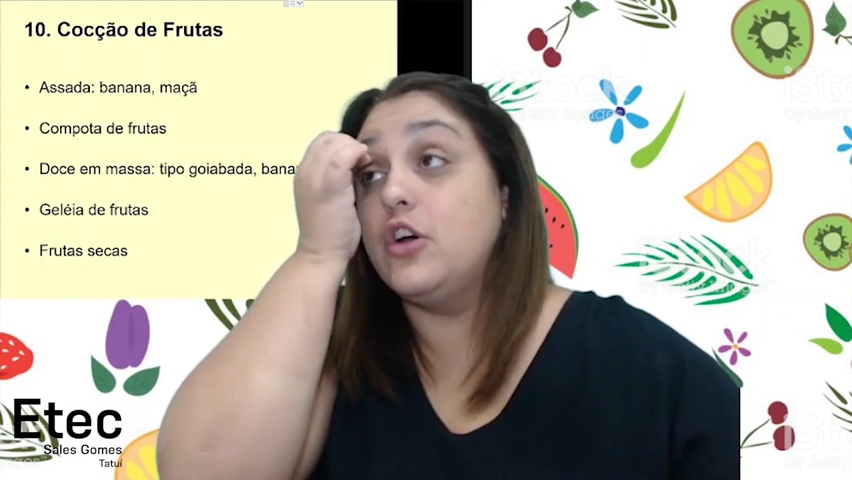 10. Cocção de Frutas
• Assada: banana, maçã
• Compota de frutas
• Doce em massa: tipo goiabada,
• Geléia de frutas
• Frutas secas
Etec
Sales Gomes
Tatuí
iStock